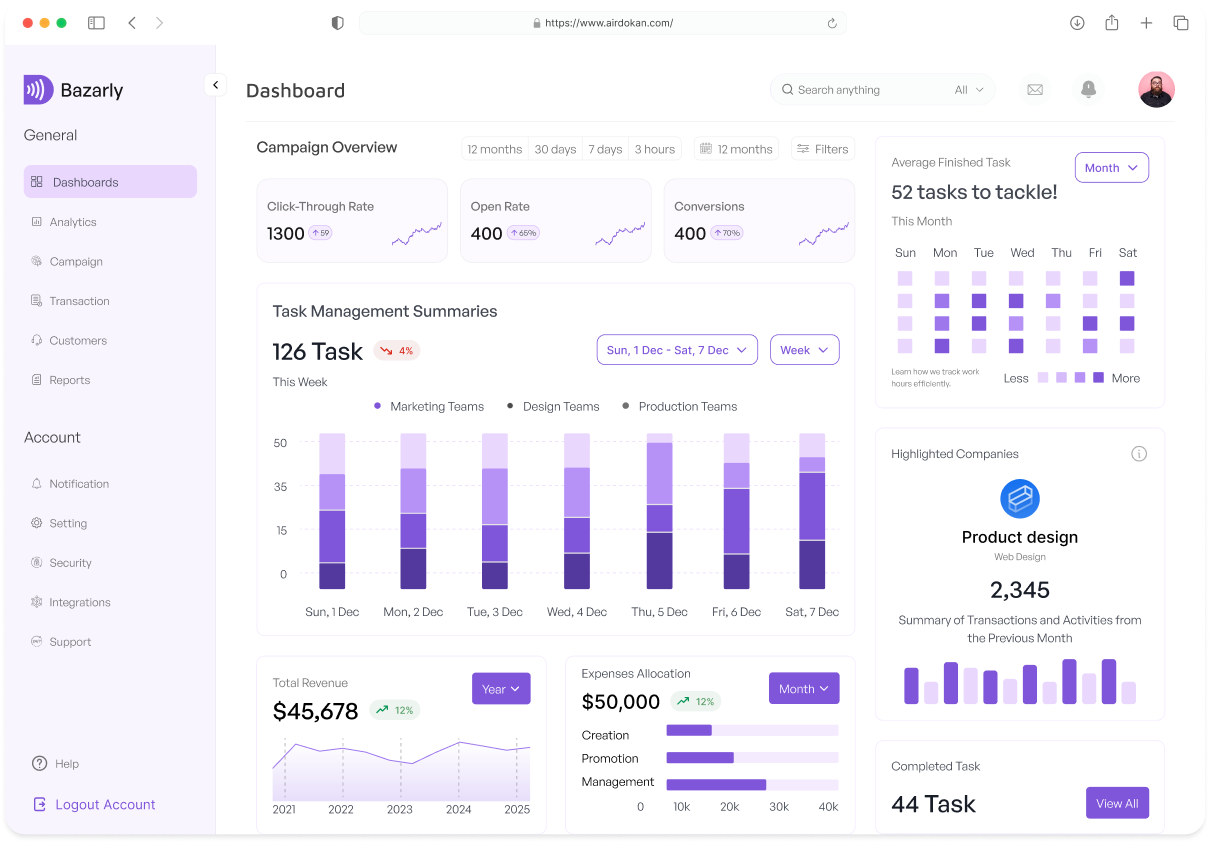 https://www.airdokan.com/
Bazarly
General
Dashboards
Analytics
Campaign
Transaction
Customers
Reports
Account
Notification
Setting
Security
Integrations
Support
Help
Logout Account
Dashboard
Search anything
All
Campaign Overview
12 months 30 days 7 days 3 hours
12 months
Filters
Click-Through Rate
1300 59
Open Rate
400 65%
Conversions
400 70%
Task Management Summaries
126 Task 4%
This Week
Sun, 1 Dec - Sat, 7 Dec
Week
Marketing Teams Design Teams Production Teams
50
35
15
0
Sun, 1 Dec Mon, 2 Dec Tue, 3 Dec Wed, 4 Dec Thu, 5 Dec Fri, 6 Dec Sat, 7 Dec
Total Revenue
$45,678 12%
Year
2021 2022 2023 2024 2025
Expenses Allocation
$50,000 12%
Month
Creation
Promotion
Management
0 10k 20k 30k 40k
Average Finished Task
52 tasks to tackle!
This Month
Month
Sun Mon Tue Wed Thu Fri Sat
Learn how we track work
hours efficiently.
Less More
Highlighted Companies
Product design
Web Design
2,345
Summary of Transactions and Activities from
the Previous Month
Completed Task
44 Task
View All